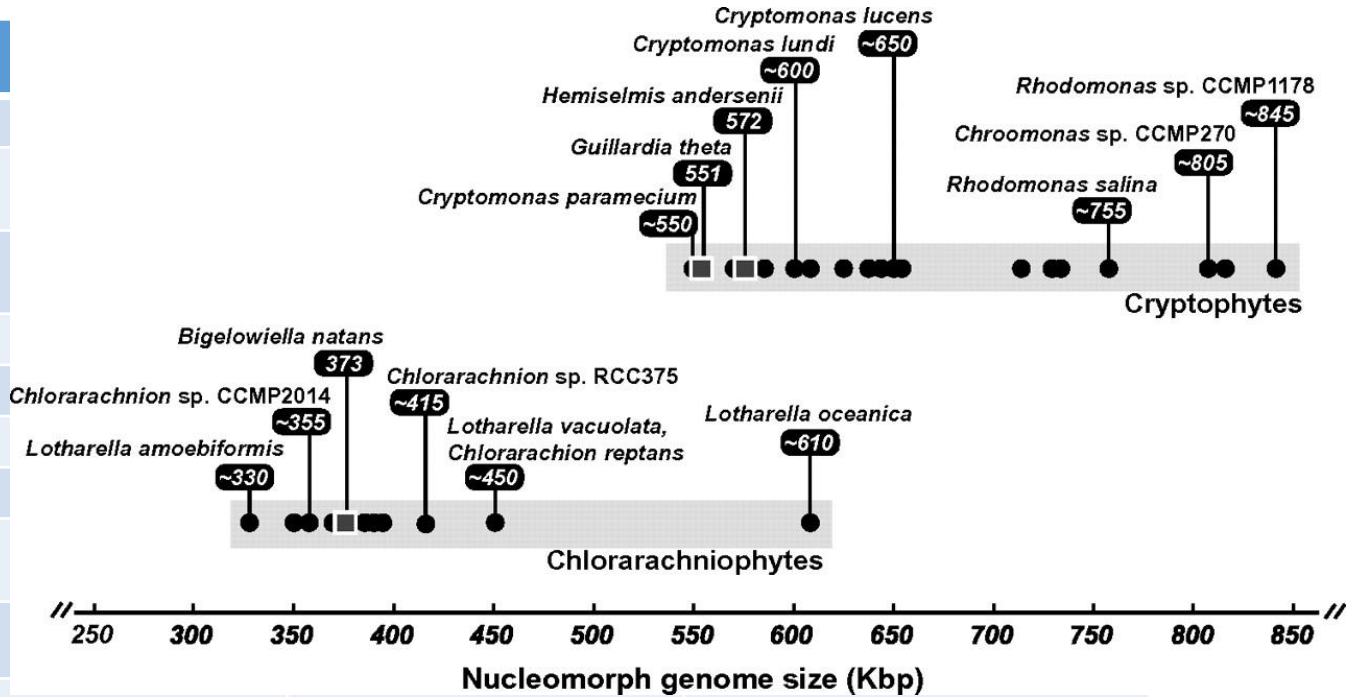 Cryptomonas lucens
~650
Cryptomonas lundi
~600
Hemiselmis andersenii
572
Guillardia theta
551
Cryptomonas paramecium
~550
Rhodomonas sp. CCMP1178
~845
Chroomonas sp. CCMP270
~805
Rhodomonas salina
~755
Cryptophytes
Bigelowiella natans
373
Chlorarachnion sp. CCMP2014
~355
Lotharella amoebiformis
~330
Chlorarachnion sp. RCC375
~415
Lotharella vacuolata,
Chlorarachion reptans
~450
Lotharella oceanica
~610
Chlorarachniophytes
// 250 300 350 400 450 500 550 600 650 700 750 800 850 //
Nucleomorph genome size (Kbp)